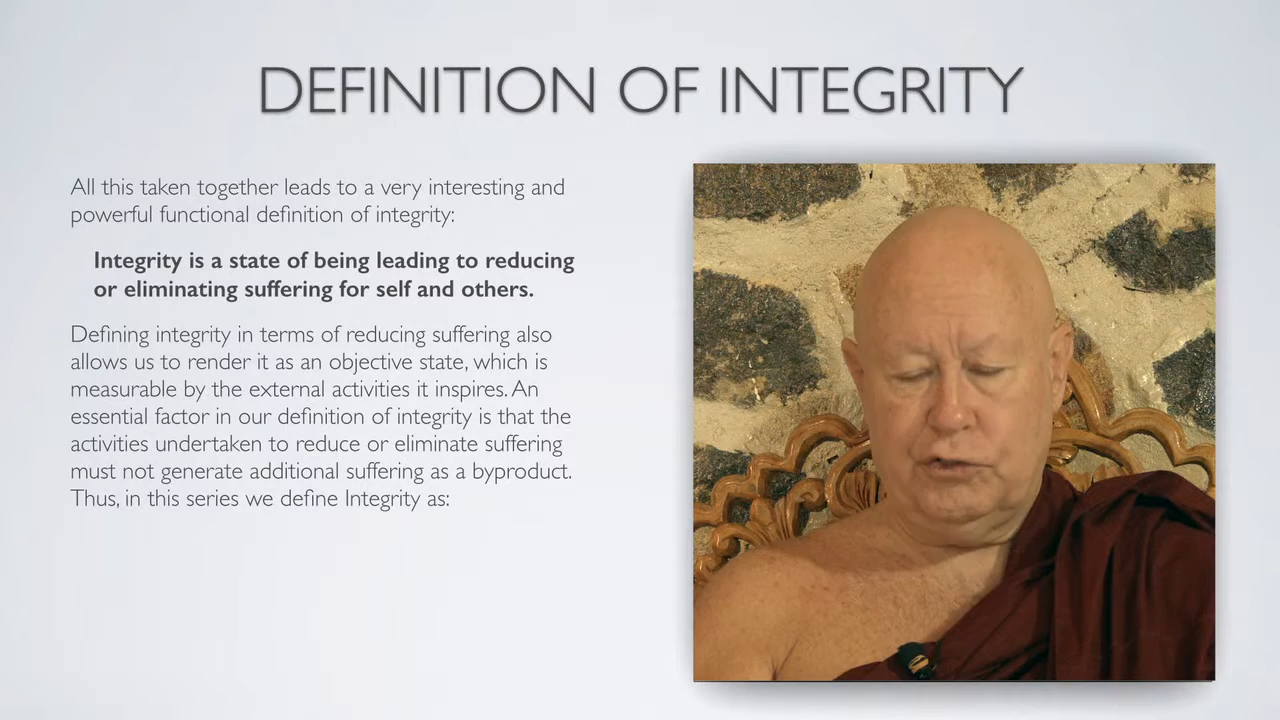 DEFINITION OF INTEGRITY
All this taken together leads to a very interesting and
powerful functional definition of integrity:
Integrity is a state of being leading to reducing
or eliminating suffering for self and others.
Defining integrity in terms of reducing suffering also
allows us to render it as an objective state, which is
measurable by the external activities it inspires. An
essential factor in our definition of integrity is that the
activities undertaken to reduce or eliminate suffering
must not generate additional suffering as a byproduct.
Thus, in this series we define Integrity as: